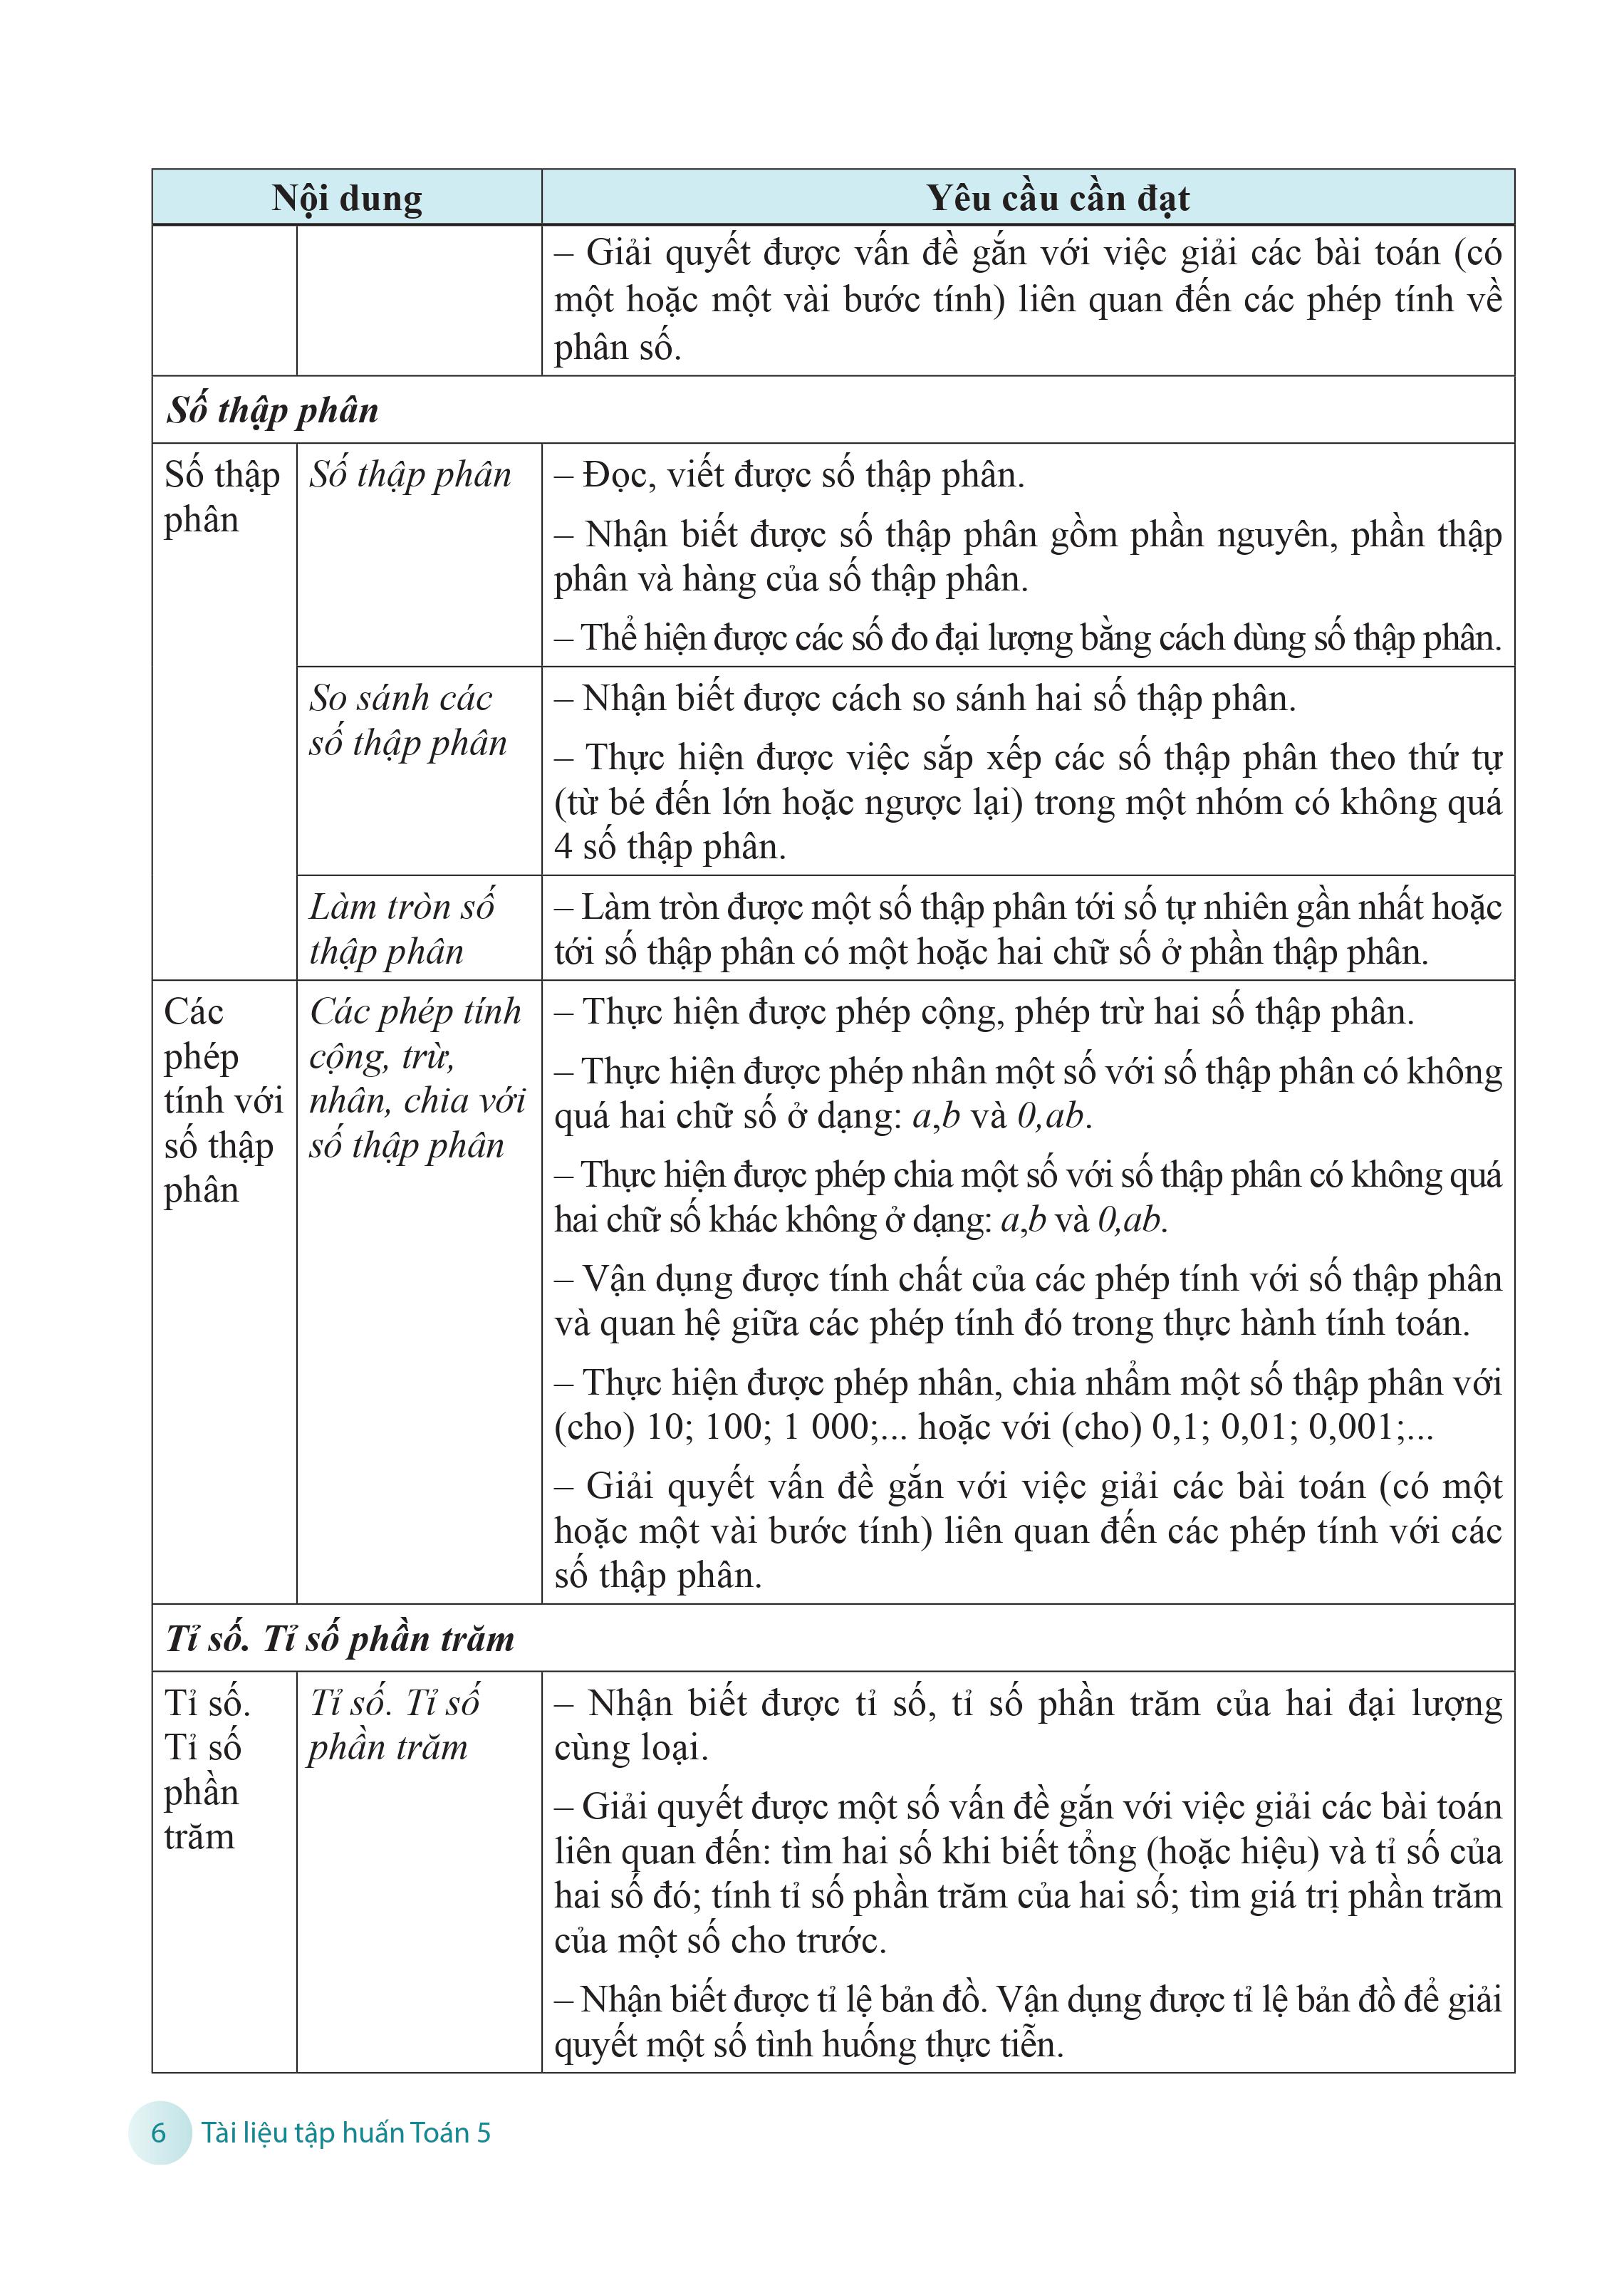 Nội dung
Yêu cầu cần đạt
– Giải quyết được vấn đề gắn với việc giải các bài toán (có
một hoặc một vài bước tính) liên quan đến các phép tính về
phân số.
Số thập phân
Số thập
phân
Số thập phân
– Đọc, viết được số thập phân.
– Nhận biết được số thập phân gồm phần nguyên, phần thập
phân và hàng của số thập phân.
– Thể hiện được các số đo đại lượng bằng cách dùng số thập phân.
So sánh các
số thập phân
– Nhận biết được cách so sánh hai số thập phân.
– Thực hiện được việc sắp xếp các số thập phân theo thứ tự
(từ bé đến lớn hoặc ngược lại) trong một nhóm có không quá
4 số thập phân.
Làm tròn số
thập phân
– Làm tròn được một số thập phân tới số tự nhiên gần nhất hoặc
tới số thập phân có một hoặc hai chữ số ở phần thập phân.
Các
phép
tính với
số thập
phân
Các phép tính
cộng, trừ,
nhân, chia với
số thập phân
– Thực hiện được phép cộng, phép trừ hai số thập phân.
– Thực hiện được phép nhân một số với số thập phân có không
quá hai chữ số ở dạng: a,b và 0,ab.
– Thực hiện được phép chia một số với số thập phân có không quá
hai chữ số khác không ở dạng: a,b và 0,ab.
– Vận dụng được tính chất của các phép tính với số thập phân
và quan hệ giữa các phép tính đó trong thực hành tính toán.
– Thực hiện được phép nhân, chia nhẩm một số thập phân với
(cho) 10; 100; 1 000;... hoặc với (cho) 0,1; 0,01; 0,001;...
– Giải quyết vấn đề gắn với việc giải các bài toán (có một
hoặc một vài bước tính) liên quan đến các phép tính với các
số thập phân.
Tỉ số. Tỉ số phần trăm
Tỉ số.
Tỉ số
phần
trăm
Tỉ số. Tỉ số
phần trăm
– Nhận biết được tỉ số, tỉ số phần trăm của hai đại lượng
cùng loại.
– Giải quyết được một số vấn đề gắn với việc giải các bài toán
liên quan đến: tìm hai số khi biết tổng (hoặc hiệu) và tỉ số của
hai số đó; tính tỉ số phần trăm của hai số; tìm giá trị phần trăm
của một số cho trước.
– Nhận biết được tỉ lệ bản đồ. Vận dụng được tỉ lệ bản đồ để giải
quyết một số tình huống thực tiễn.
6 Tài liệu tập huấn Toán 5